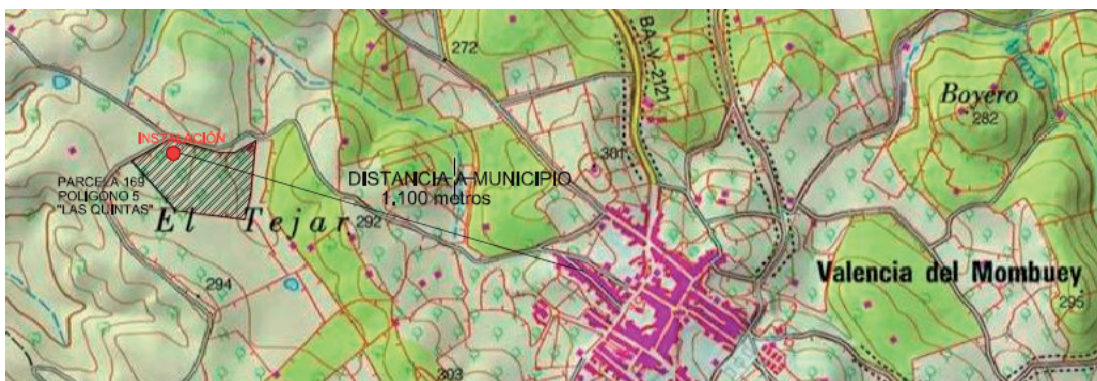 272
BA-V-2121
Boyero
282
INSTALACIÓN
301
PARCELA 169
POLÍGONO 5
"LAS QUINTAS"
DISTANCIA A MUNICIPIO
1.100 metros
El Tejar
292
Valencia del Mombuey
294
295
303